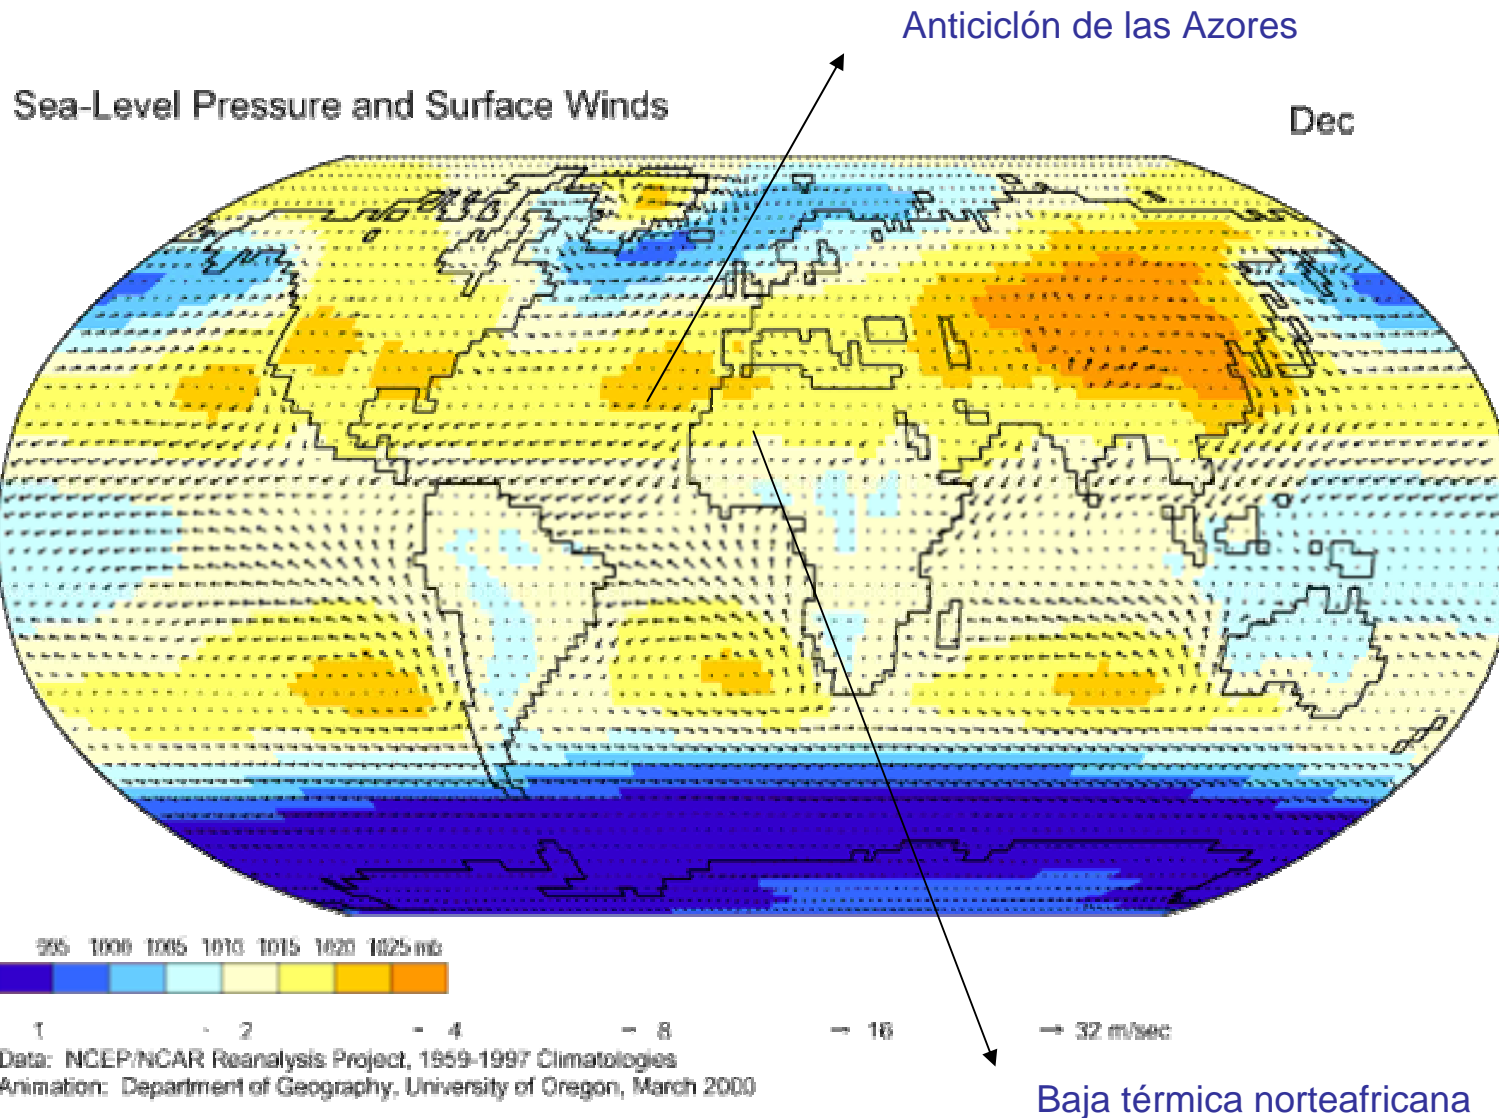 Anticiclón de las Azores
Sea-Level Pressure and Surface Winds
Dec
995 1000 1005 1010 1015 1020 1025 mb
1 - 2 - 4 → 8 → 16 → 32 m/sec
Data: NCEP/NCAR Reanalysis Project, 1959-1997 Climatologies
Animation: Department of Geography, University of Oregon, March 2000
Baja térmica norteafricana